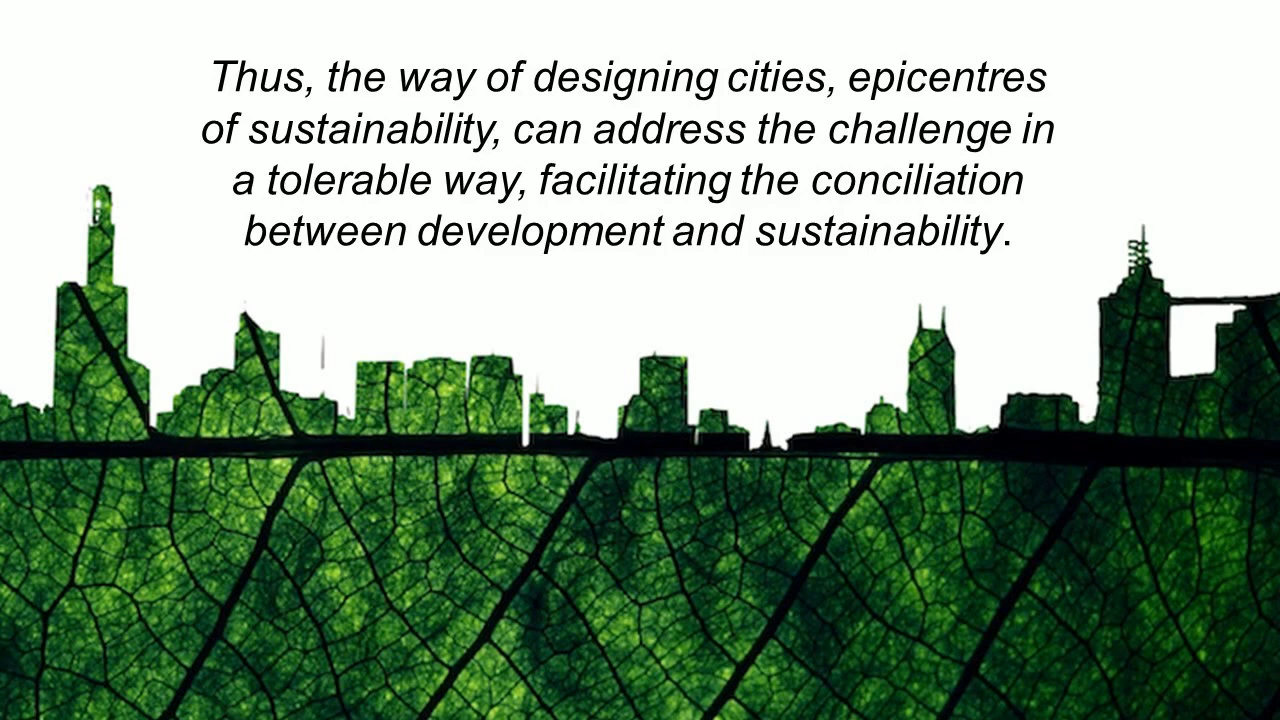 Thus, the way of designing cities, epicentres
of sustainability, can address the challenge in
a tolerable way, facilitating the conciliation
between development and sustainability.